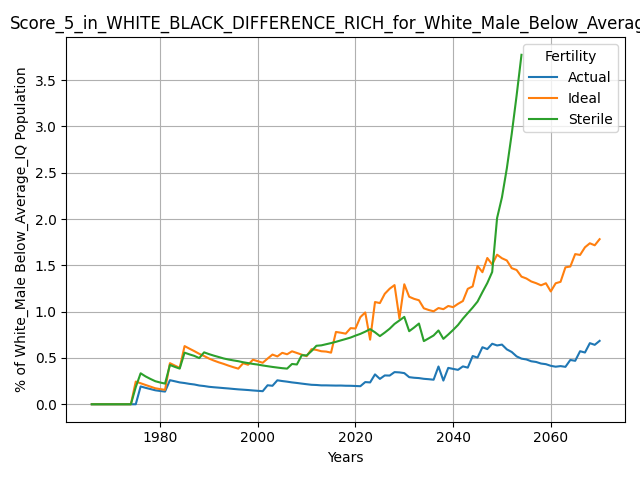 Score_5_in_WHITE_BLACK_DIFFERENCE_RICH_for_White_Male_Below_Averag
% of White_Male Below_Average_IQ Population
3.5
3.0
2.5
2.0
1.5
1.0
0.5
0.0
Fertility
Actual
Ideal
Sterile
1980 2000 2020 2040 2060
Years